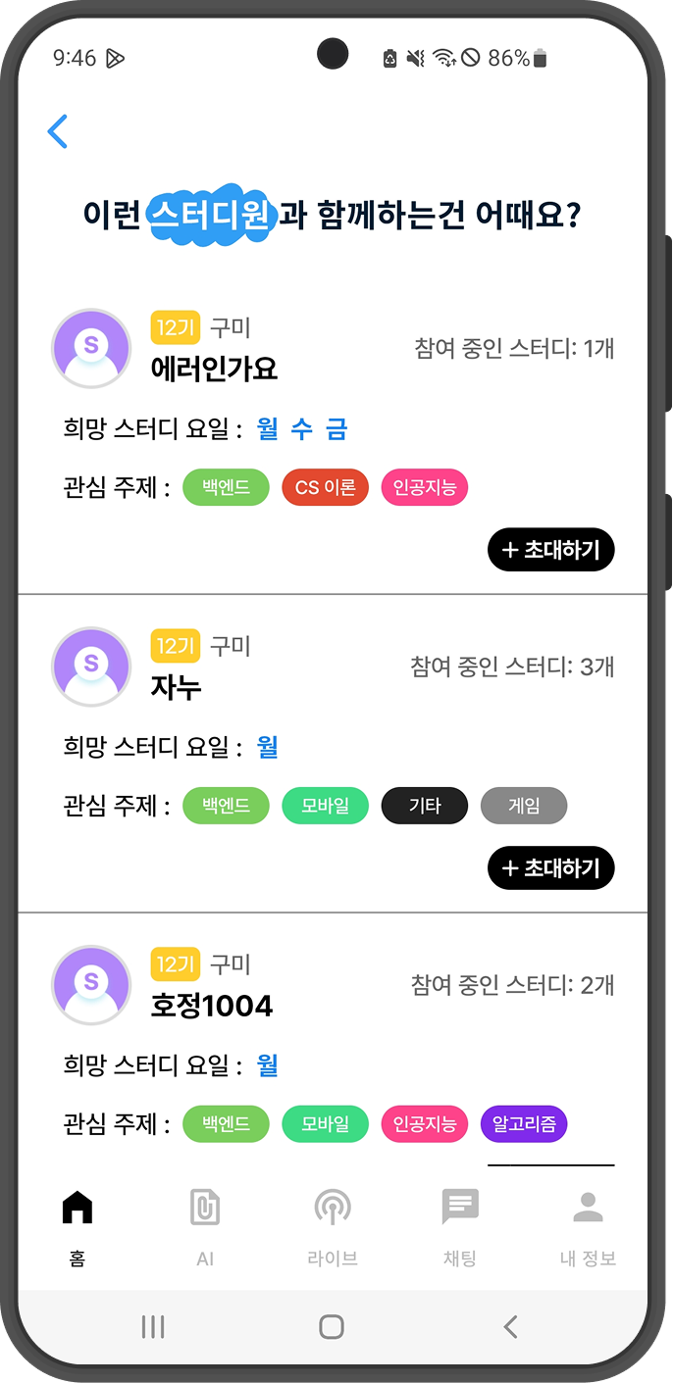 9:46 86%
이런 스터디원 과 함께하는건 어때요?
S
12기 구미
에러인가요
참여 중인 스터디: 1개
희망 스터디 요일 : 월 수 금
관심 주제 : 백엔드 CS 이론 인공지능
+ 초대하기
S
12기 구미
자누
참여 중인 스터디: 3개
희망 스터디 요일 : 월
관심 주제 : 백엔드 모바일 기타 게임
+ 초대하기
S
12기 구미
호정1004
참여 중인 스터디: 2개
희망 스터디 요일 : 월
관심 주제 : 백엔드 모바일 인공지능 알고리즘
홈 AI 라이브 채팅 내 정보